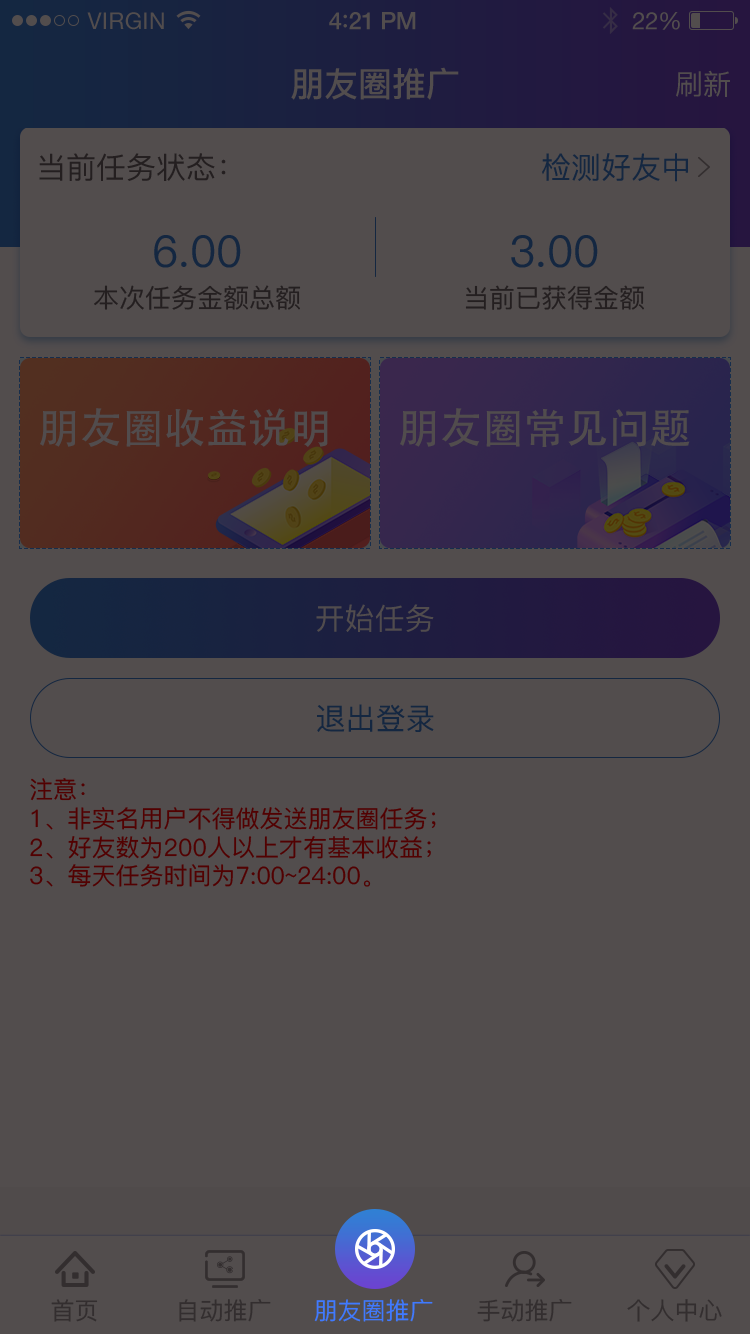 VIRGIN 4:21 PM 22%
朋友圈推广 刷新
当前任务状态: 检测好友中
6.00 3.00
本次任务金额总额 当前已获得金额
朋友圈收益说明 朋友圈常见问题
开始任务
退出登录
注意:
1、非实名用户不得做发送朋友圈任务;
2、好友数为200人以上才有基本收益;
3、每天任务时间为7:00~24:00。
首页 自动推广 朋友圈推广 手动推广 个人中心